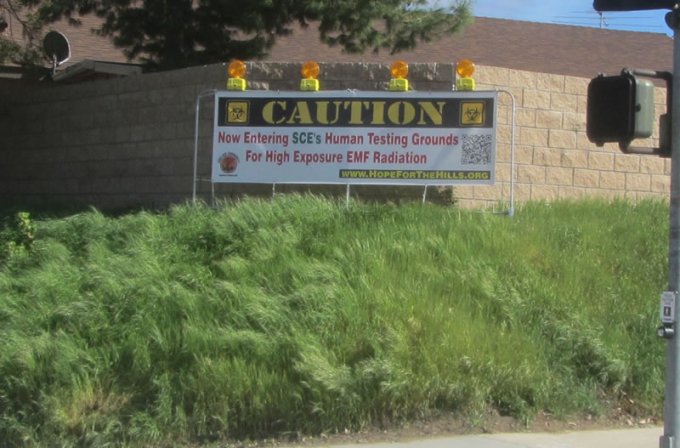 CAUTION
Now Entering SCE's Human Testing Grounds
For High Exposure EMF Radiation
www.HopeForTheHills.org